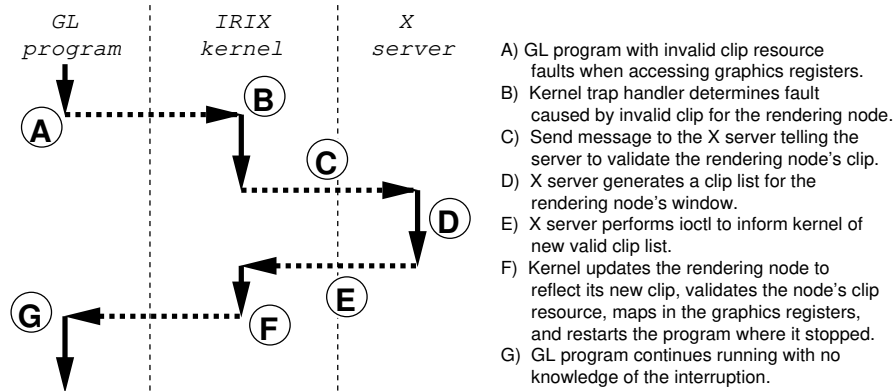 GL program
IRIX kernel
X server
A
B
C
D
E
F
G
A) GL program with invalid clip resource
faults when accessing graphics registers.
B) Kernel trap handler determines fault
caused by invalid clip for the rendering node.
C) Send message to the X server telling the
server to validate the rendering node's clip.
D) X server generates a clip list for the
rendering node's window.
E) X server performs ioctl to inform kernel of
new valid clip list.
F) Kernel updates the rendering node to
reflect its new clip, validates the node's clip
resource, maps in the graphics registers,
and restarts the program where it stopped.
G) GL program continues running with no
knowledge of the interruption.